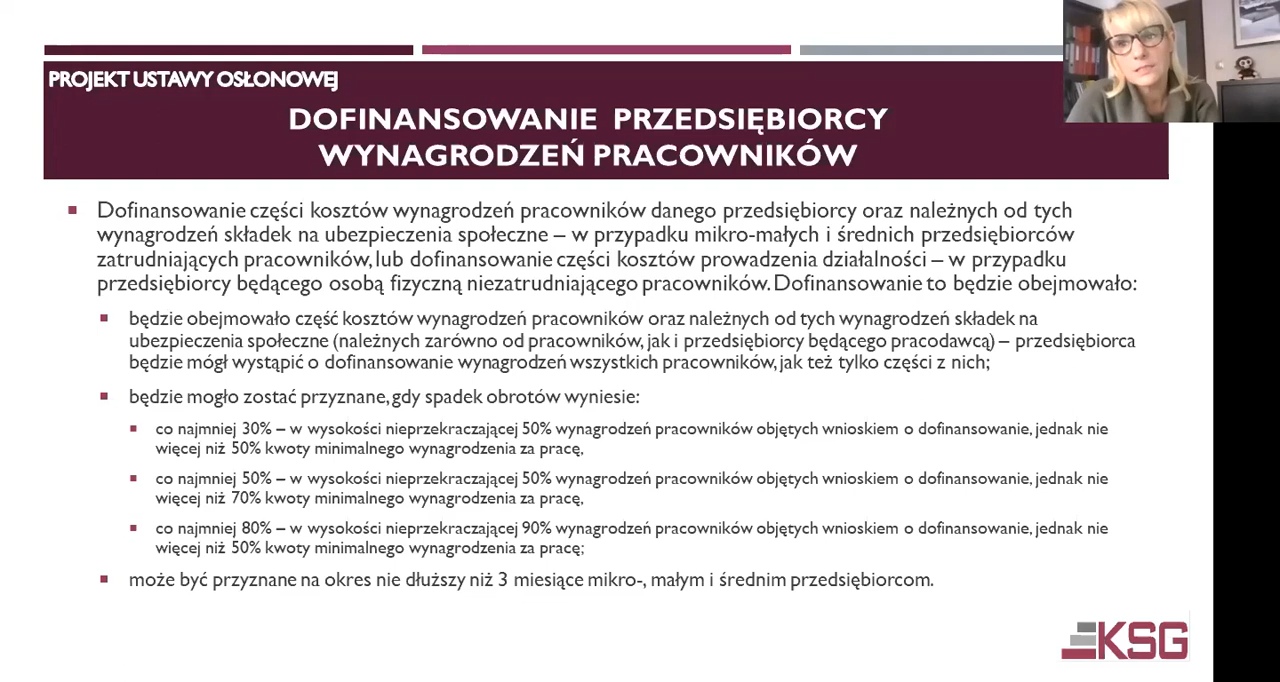 PROJEKT USTAWY OSŁONOWEJ
DOFINANSOWANIE PRZEDSIĘBIORCY
WYNAGRODZEŃ PRACOWNIKÓW
Dofinansowanie części kosztów wynagrodzeń pracowników danego przedsiębiorcy oraz należnych od tych
wynagrodzeń składek na ubezpieczenia społeczne – w przypadku mikro-małych i średnich przedsiębiorców
zatrudniających pracowników, lub dofinansowanie części kosztów prowadzenia działalności – w przypadku
przedsiębiorcy będącego osobą fizyczną niezatrudniającego pracowników. Dofinansowanie to będzie obejmowało:
będzie obejmowało część kosztów wynagrodzeń pracowników oraz należnych od tych wynagrodzeń składek na
ubezpieczenia społeczne (należnych zarówno od pracowników, jak i przedsiębiorcy będącego pracodawcą) – przedsiębiorca
będzie mógł wystąpić o dofinansowanie wynagrodzeń wszystkich pracowników, jak też tylko części z nich;
będzie mogło zostać przyznane, gdy spadek obrotów wyniesie:
co najmniej 30% – w wysokości nieprzekraczającej 50% wynagrodzeń pracowników objętych wnioskiem o dofinansowanie, jednak nie
więcej niż 50% kwoty minimalnego wynagrodzenia za pracę,
co najmniej 50% – w wysokości nieprzekraczającej 50% wynagrodzeń pracowników objętych wnioskiem o dofinansowanie, jednak nie
więcej niż 70% kwoty minimalnego wynagrodzenia za pracę,
co najmniej 80% – w wysokości nieprzekraczającej 90% wynagrodzeń pracowników objętych wnioskiem o dofinansowanie, jednak nie
więcej niż 50% kwoty minimalnego wynagrodzenia za pracę;
może być przyznane na okres nie dłuższy niż 3 miesiące mikro-, małym i średnim przedsiębiorcom.
KSG